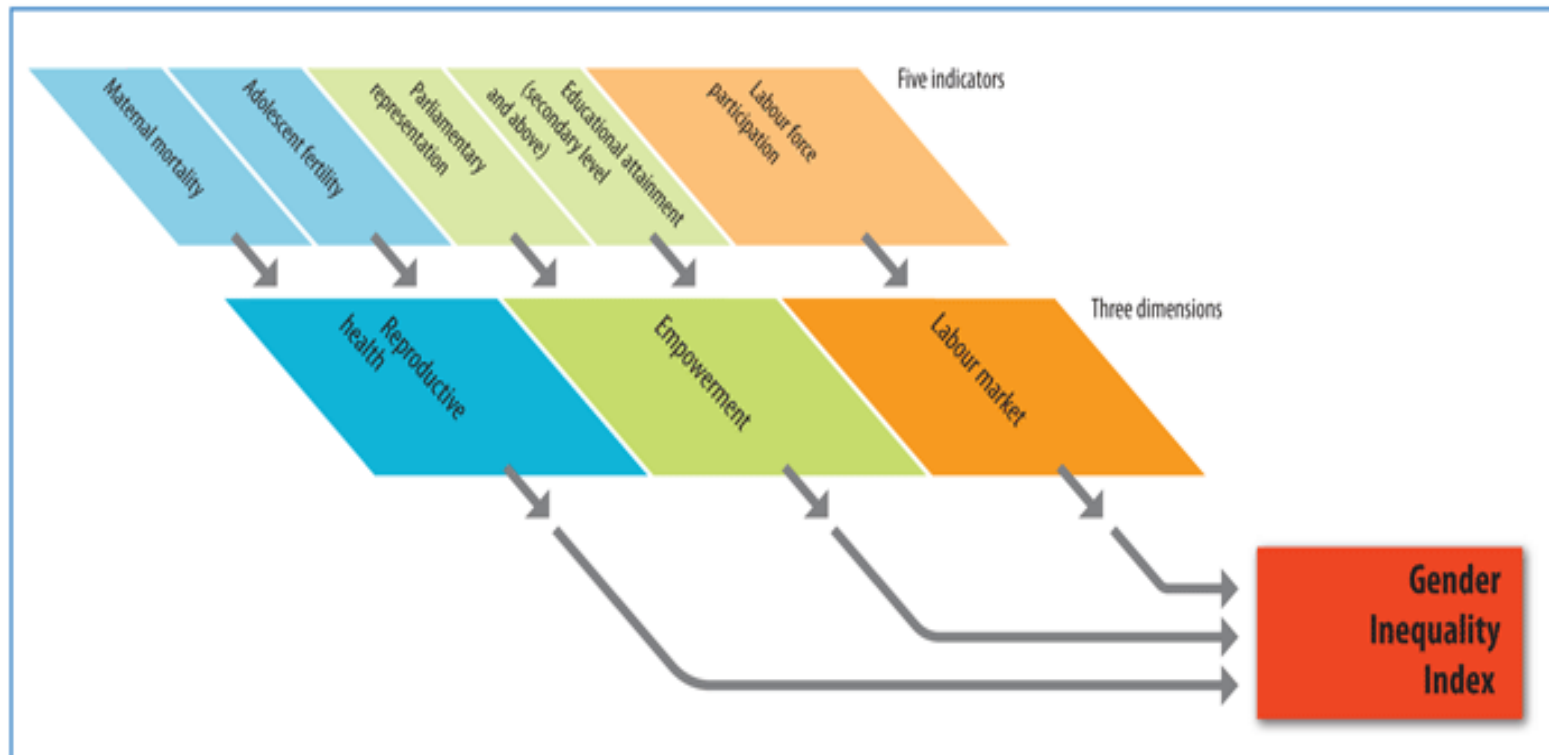 Maternal mortality
Adolescent fertility
Parliamentary
representation
Educational attainment
(secondary level
and above)
Labour force
participation
Five indicators
Reproductive
health
Empowerment
Labour market
Three dimensions
Gender
Inequality
Index